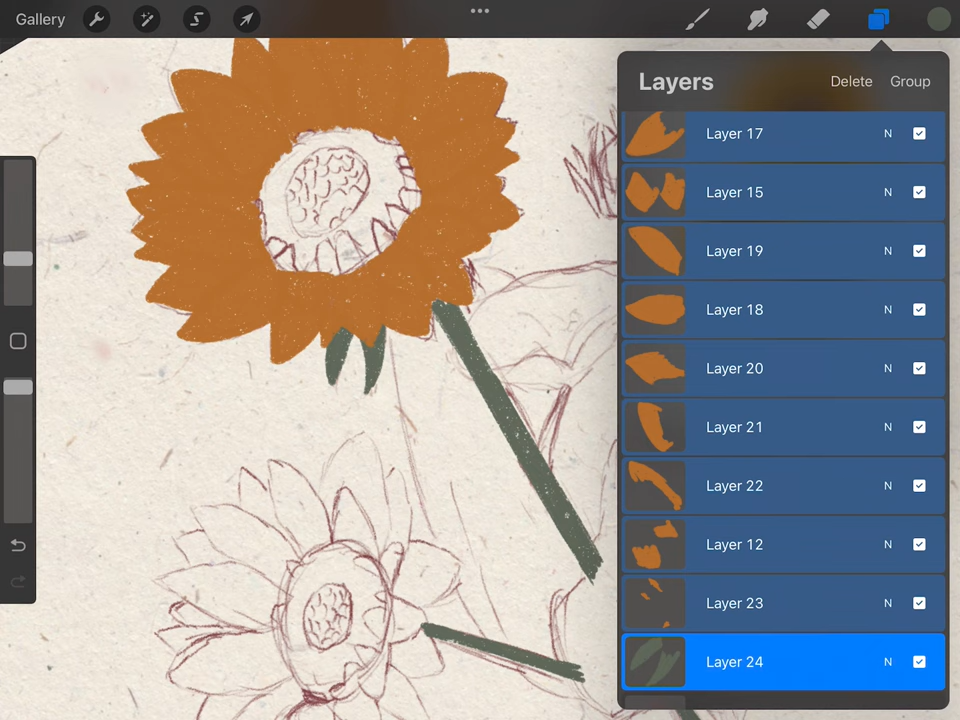 Gallery
Layers
Delete
Group
Layer 17 N
Layer 15 N
Layer 19 N
Layer 18 N
Layer 20 N
Layer 21 N
Layer 22 N
Layer 12 N
Layer 23 N
Layer 24 N